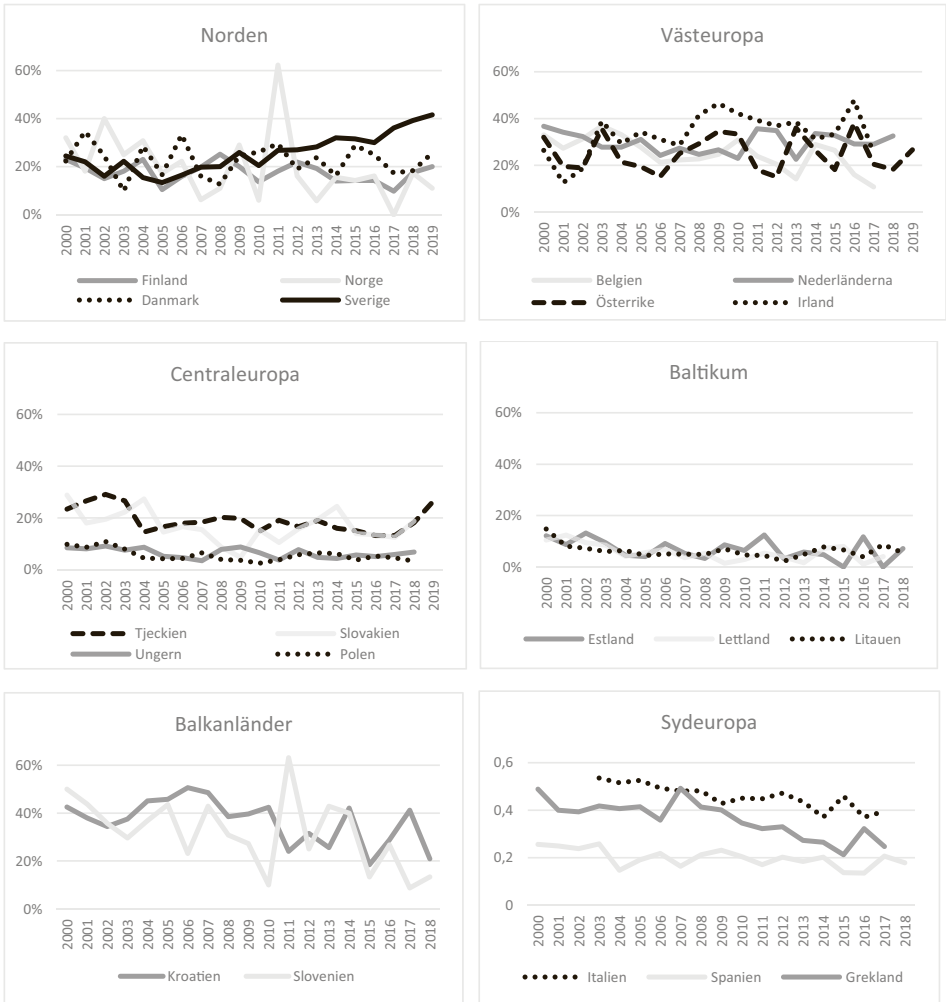 Norden
60%
40%
20%
0%
2000 2001 2002 2003 2004 2005 2006 2007 2008 2009 2010 2011 2012 2013 2014 2015 2016 2017 2018 2019
Finland Norge
Danmark Sverige
Västeuropa
60%
40%
20%
0%
2000 2001 2002 2003 2004 2005 2006 2007 2008 2009 2010 2011 2012 2013 2014 2015 2016 2017 2018 2019
Belgien Nederländerna
Österrike Irland
Centraleuropa
60%
40%
20%
0%
2000 2001 2002 2003 2004 2005 2006 2007 2008 2009 2010 2011 2012 2013 2014 2015 2016 2017 2018 2019
Tjeckien Slovakien
Ungern Polen
Baltikum
60%
40%
20%
0%
2000 2001 2002 2003 2004 2005 2006 2007 2008 2009 2010 2011 2012 2013 2014 2015 2016 2017 2018
Estland Lettland Litauen
Balkanländer
60%
40%
20%
0%
2000 2001 2002 2003 2004 2005 2006 2007 2008 2009 2010 2011 2012 2013 2014 2015 2016 2017 2018
Kroatien Slovenien
Sydeuropa
0,6
0,4
0,2
0
2000 2001 2002 2003 2004 2005 2006 2007 2008 2009 2010 2011 2012 2013 2014 2015 2016 2017 2018
Italien Spanien Grekland